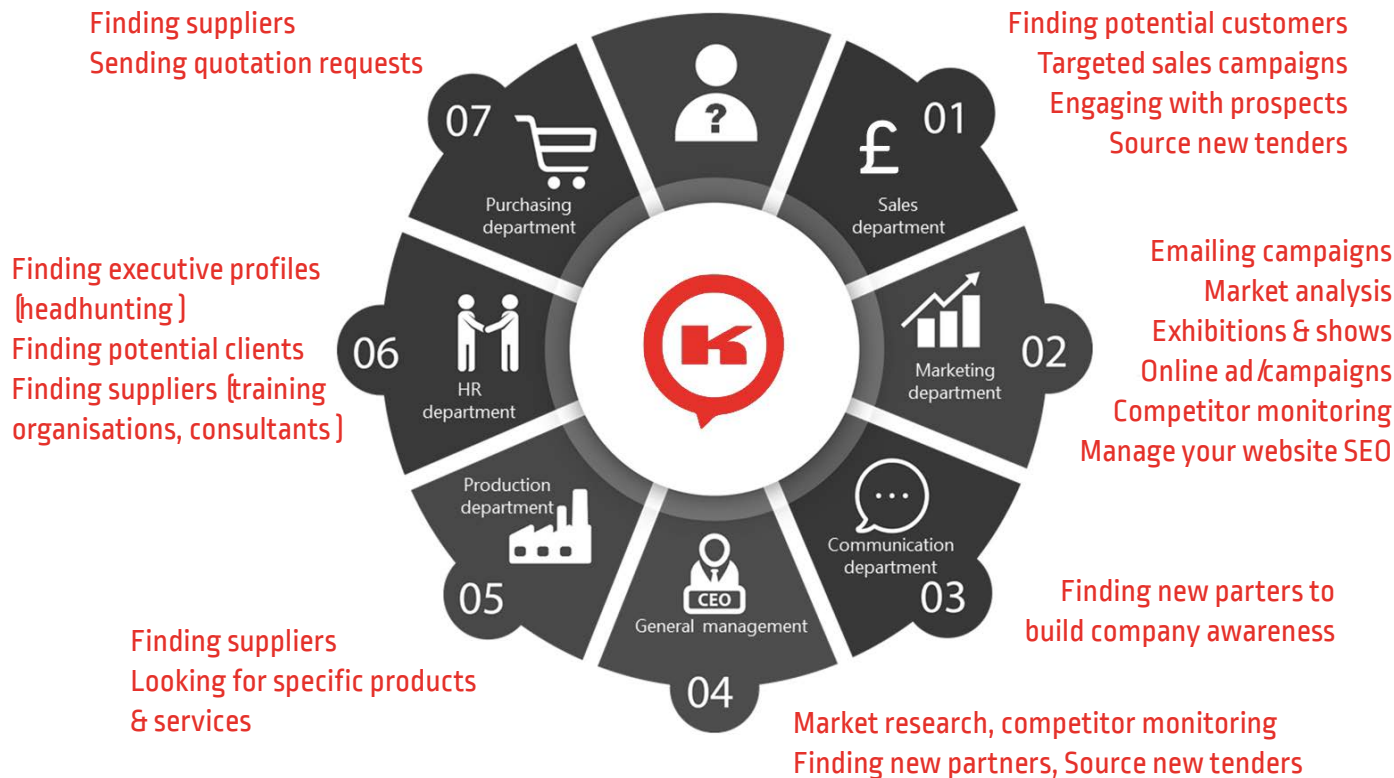 Finding suppliers
Sending quotation requests
07
Purchasing
department
?
01
£
Sales
department
Finding potential customers
Targeted sales campaigns
Engaging with prospects
Source new tenders
Finding executive profiles
(headhunting )
Finding potential clients
Finding suppliers (training
organisations, consultants )
06
HR
department
K
Marketing
department
02
Emailing campaigns
Market analysis
Exhibitions & shows
Online ad /campaigns
Competitor monitoring
Manage your website SEO
Production
department
05
Finding suppliers
Looking for specific products
& services
CEO
General management
04
Market research, competitor monitoring
Finding new partners, Source new tenders
...
Communication
department
03
Finding new parters to
build company awareness